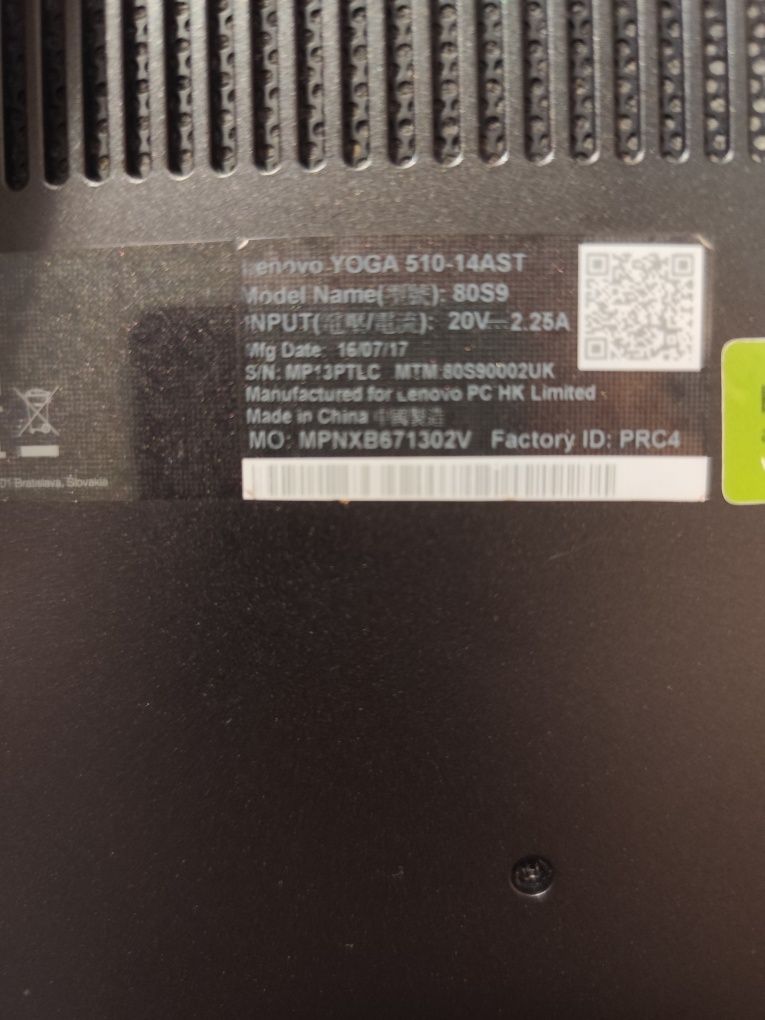 Lenovo YOGA 510-14AST
Model Name(型號): 80S9
INPUT(電壓/電流): 20V⎓2.25A
Mfg Date: 16/07/17
S/N: MP13PTLC MTM:80S90002UK
Manufactured for Lenovo PC HK Limited
Made in China 中國製造
MO: MPNXB671302V Factory ID: PRC4
01 Bratislava, Slovakia